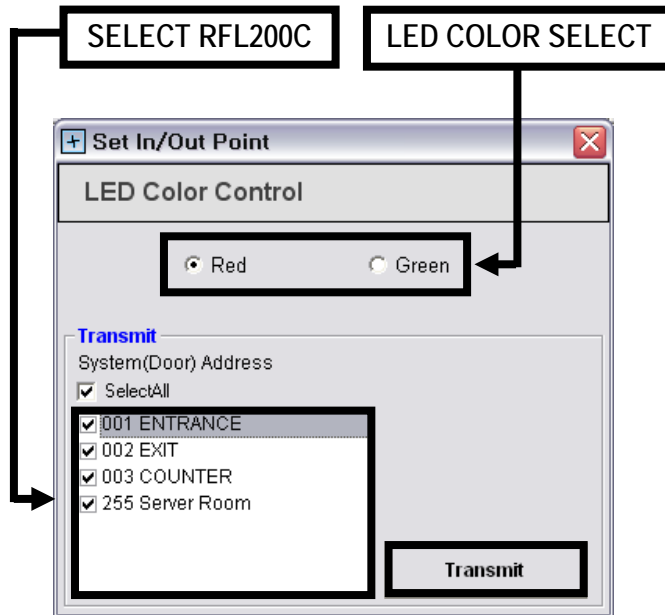 SELECT RFL200C
LED COLOR SELECT
Set In/Out Point
LED Color Control
Red
Green
Transmit
System(Door) Address
SelectAll
001 ENTRANCE
002 EXIT
003 COUNTER
255 Server Room
Transmit